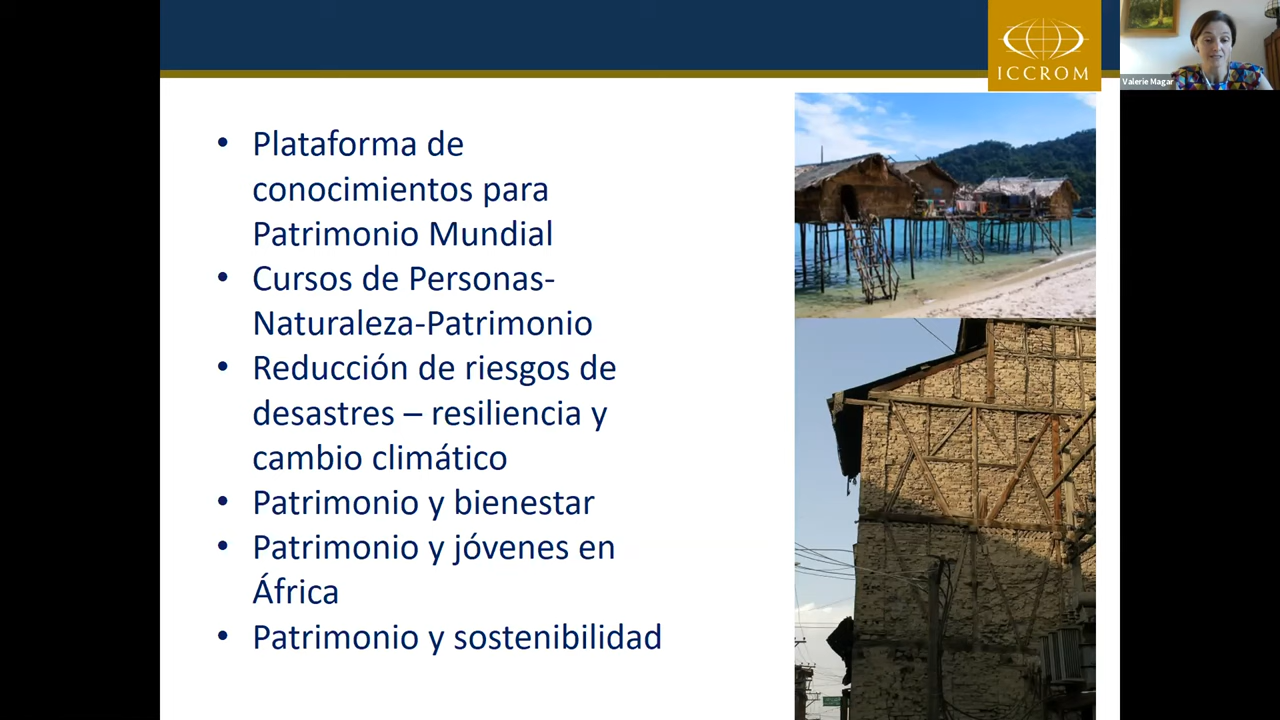 ICCROM
Valerie Magar
• Plataforma de
conocimientos para
Patrimonio Mundial
• Cursos de Personas-
Naturaleza-Patrimonio
• Reducción de riesgos de
desastres – resiliencia y
cambio climático
• Patrimonio y bienestar
• Patrimonio y jóvenes en
África
• Patrimonio y sostenibilidad